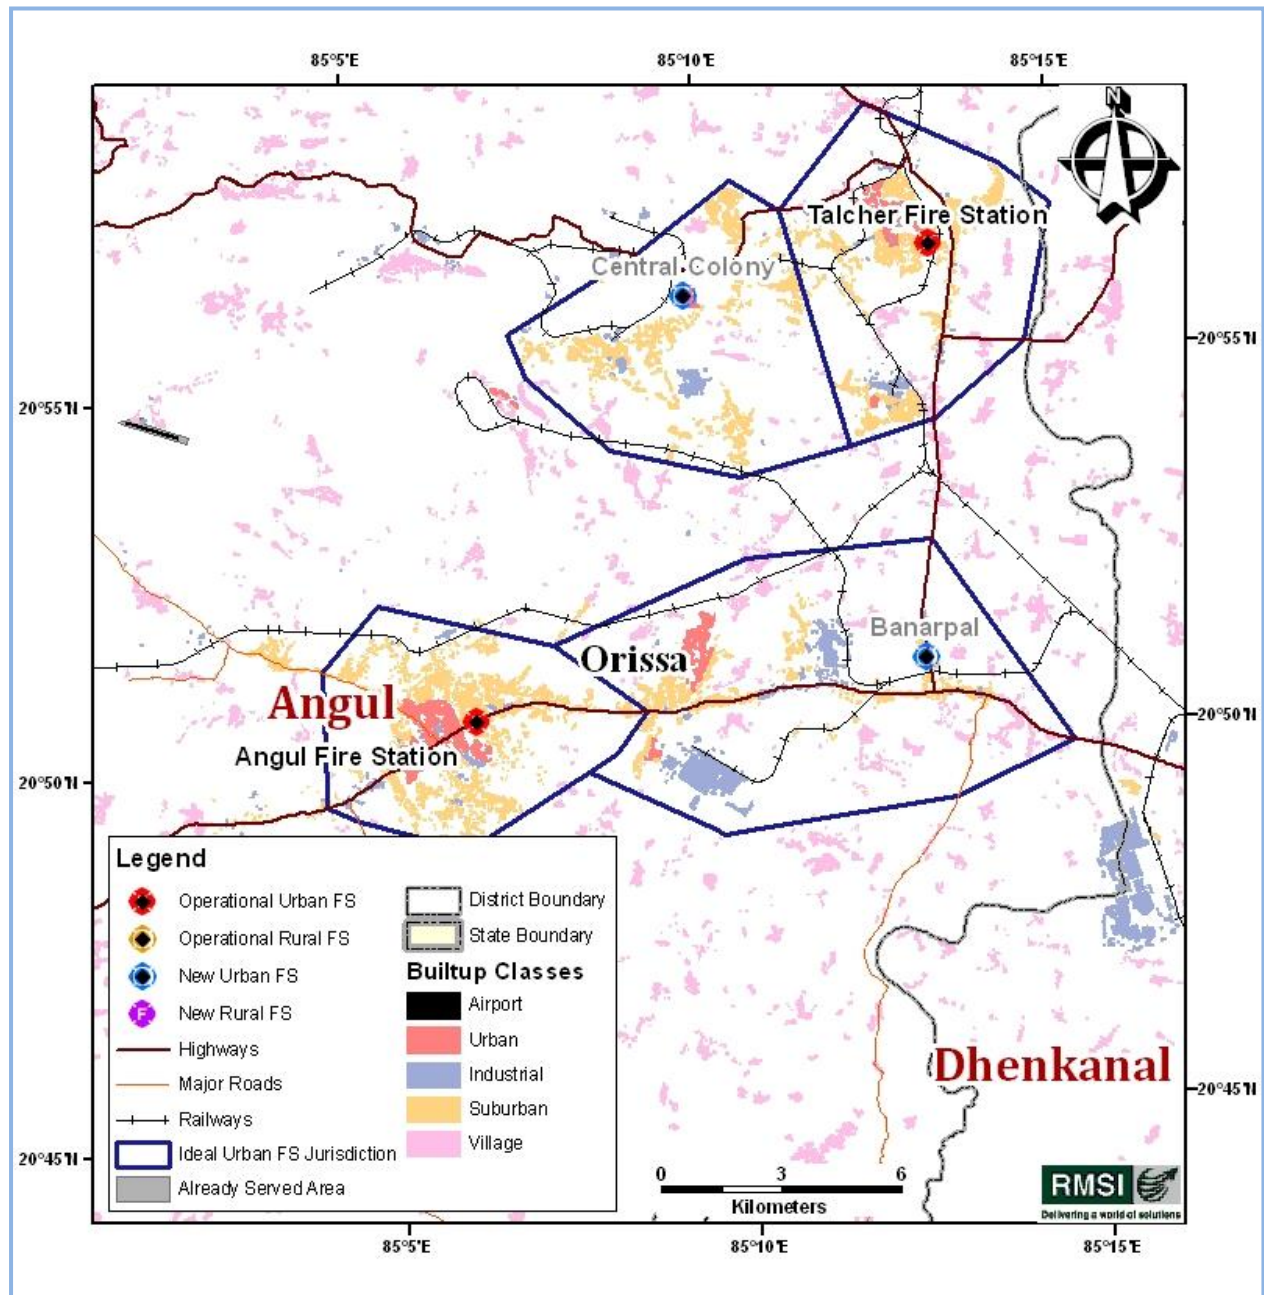 85°5'E 85°10'E 85°15'E
N
Talcher Fire Station
Central Colony
20°55'N
20°55'N
Banarpal
Orissa
Angul
20°50'N
Angul Fire Station
20°50'N
Legend
Operational Urban FS
Operational Rural FS
New Urban FS
F New Rural FS
Highways
Major Roads
Railways
Ideal Urban FS Jurisdiction
Already Served Area
District Boundary
State Boundary
Builtup Classes
Airport
Urban
Industrial
Suburban
Village
Dhenkanal
20°45'N
20°45'N
0 3 6
Kilometers
RMSI
Delivering a world of solutions
85°5'E 85°10'E 85°15'E